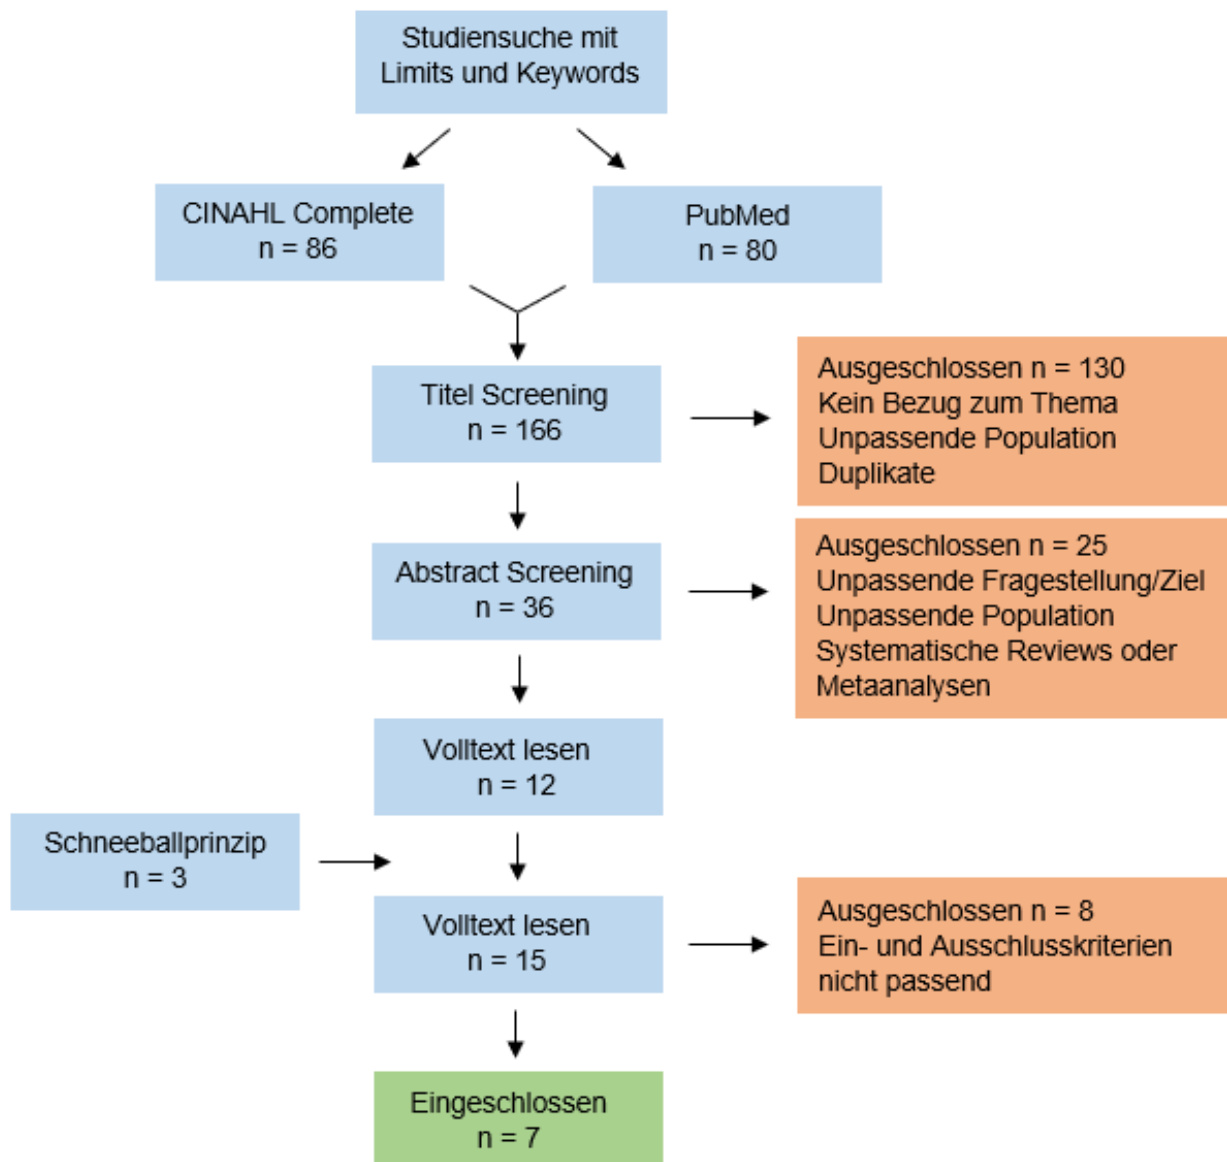 Studiensuche mit
Limits und Keywords
CINAHL Complete
n = 86
PubMed
n = 80
Titel Screening
n = 166
Ausgeschlossen n = 130
Kein Bezug zum Thema
Unpassende Population
Duplikate
Abstract Screening
n = 36
Ausgeschlossen n = 25
Unpassende Fragestellung/Ziel
Unpassende Population
Systematische Reviews oder
Metaanalysen
Volltext lesen
n = 12
Schneeballprinzip
n = 3
Volltext lesen
n = 15
Ausgeschlossen n = 8
Ein- und Ausschlusskriterien
nicht passend
Eingeschlossen
n = 7